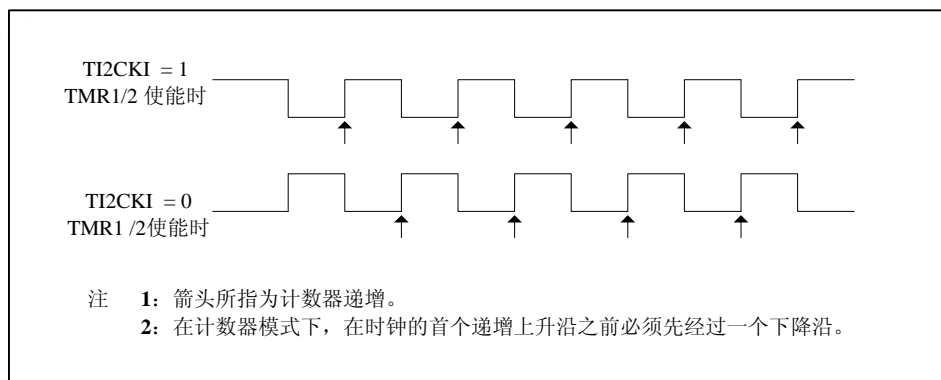 TI2CKI = 1
TMR1/2 使能时
TI2CKI = 0
TMR1 /2使能时
注 1：箭头所指为计数器递增。
2：在计数器模式下，在时钟的首个递增上升沿之前必须先经过一个下降沿。